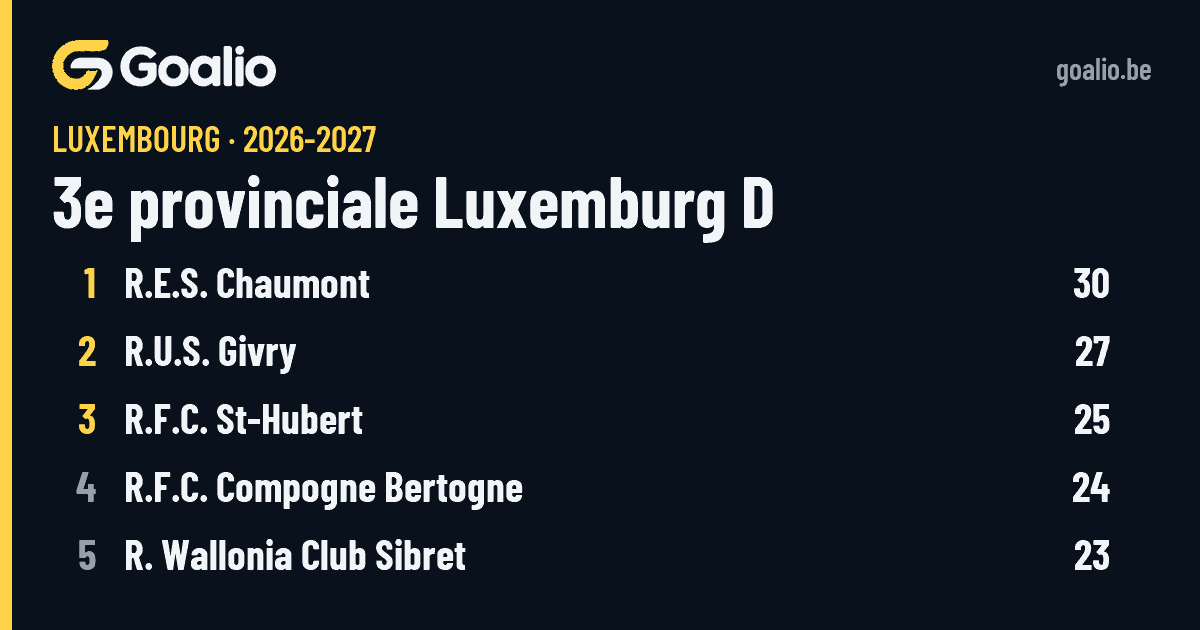 Goalio
goalio.be
LUXEMBOURG · 2026-2027
3e provinciale Luxemburg D
1 R.E.S. Chaumont 30
2 R.U.S. Givry 27
3 R.F.C. St-Hubert 25
4 R.F.C. Compogne Bertogne 24
5 R. Wallonia Club Sibret 23